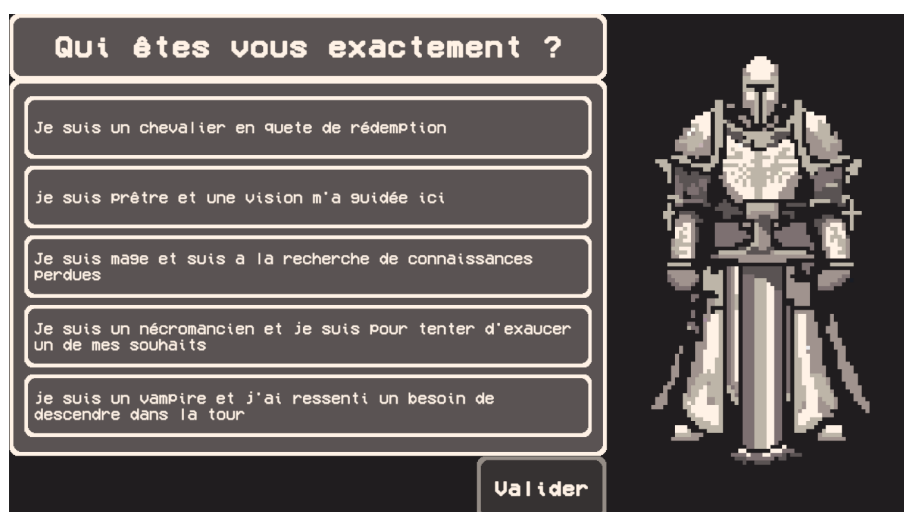 Qui êtes vous exactement ?
Je suis un chevalier en quete de rédemption
je suis prêtre et une vision m'a guidée ici
Je suis mage et suis a la recherche de connaissances
perdues
Je suis un nécromancien et je suis pour tenter d'exaucer
un de mes souhaits
je suis un vampire et j'ai ressenti un besoin de
descendre dans la tour
Valider